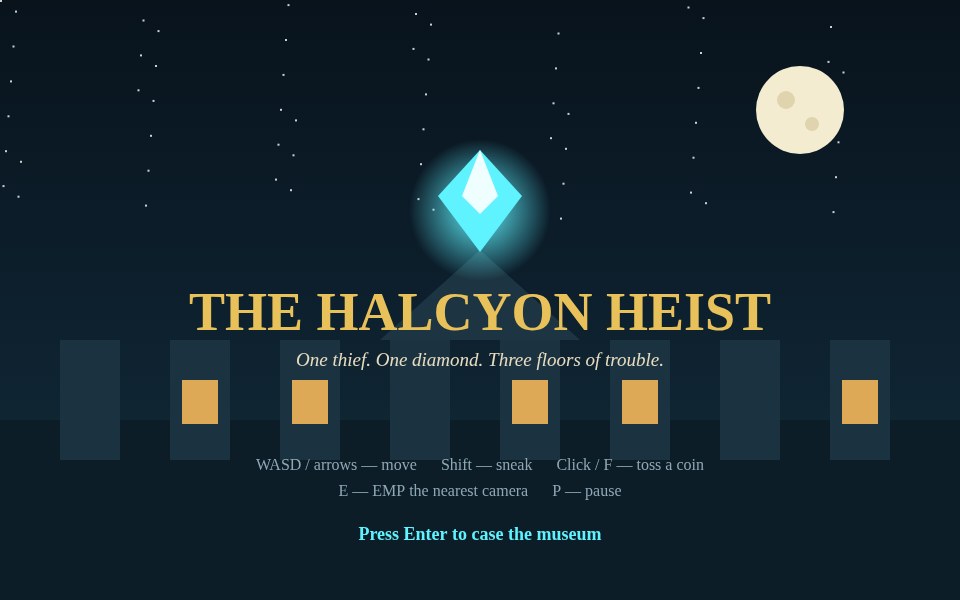 THE HALCYON HEIST
One thief. One diamond. Three floors of trouble.
WASD / arrows — move Shift — sneak Click / F — toss a coin
E — EMP the nearest camera P — pause
Press Enter to case the museum